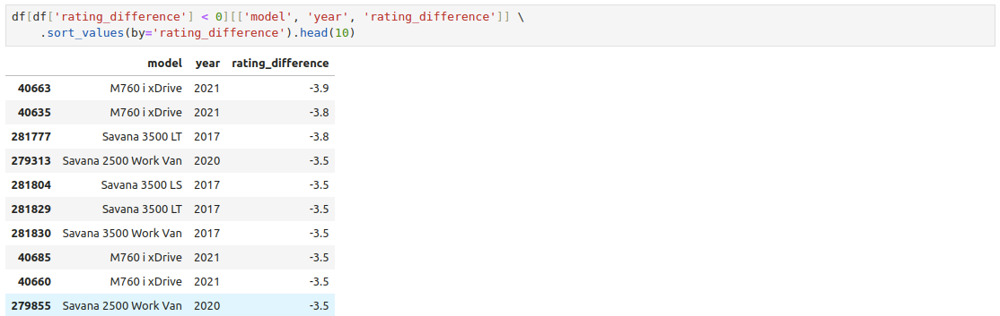 df[df['rating_difference'] < 0][['model', 'year', 'rating_difference']] \
.sort_values(by='rating_difference').head(10)
model year rating_difference
40663 M760 i xDrive 2021 -3.9
40635 M760 i xDrive 2021 -3.8
281777 Savana 3500 LT 2017 -3.8
279313 Savana 2500 Work Van 2020 -3.5
281804 Savana 3500 LS 2017 -3.5
281829 Savana 3500 LT 2017 -3.5
281830 Savana 3500 Work Van 2017 -3.5
40685 M760 i xDrive 2021 -3.5
40660 M760 i xDrive 2021 -3.5
279855 Savana 2500 Work Van 2020 -3.5